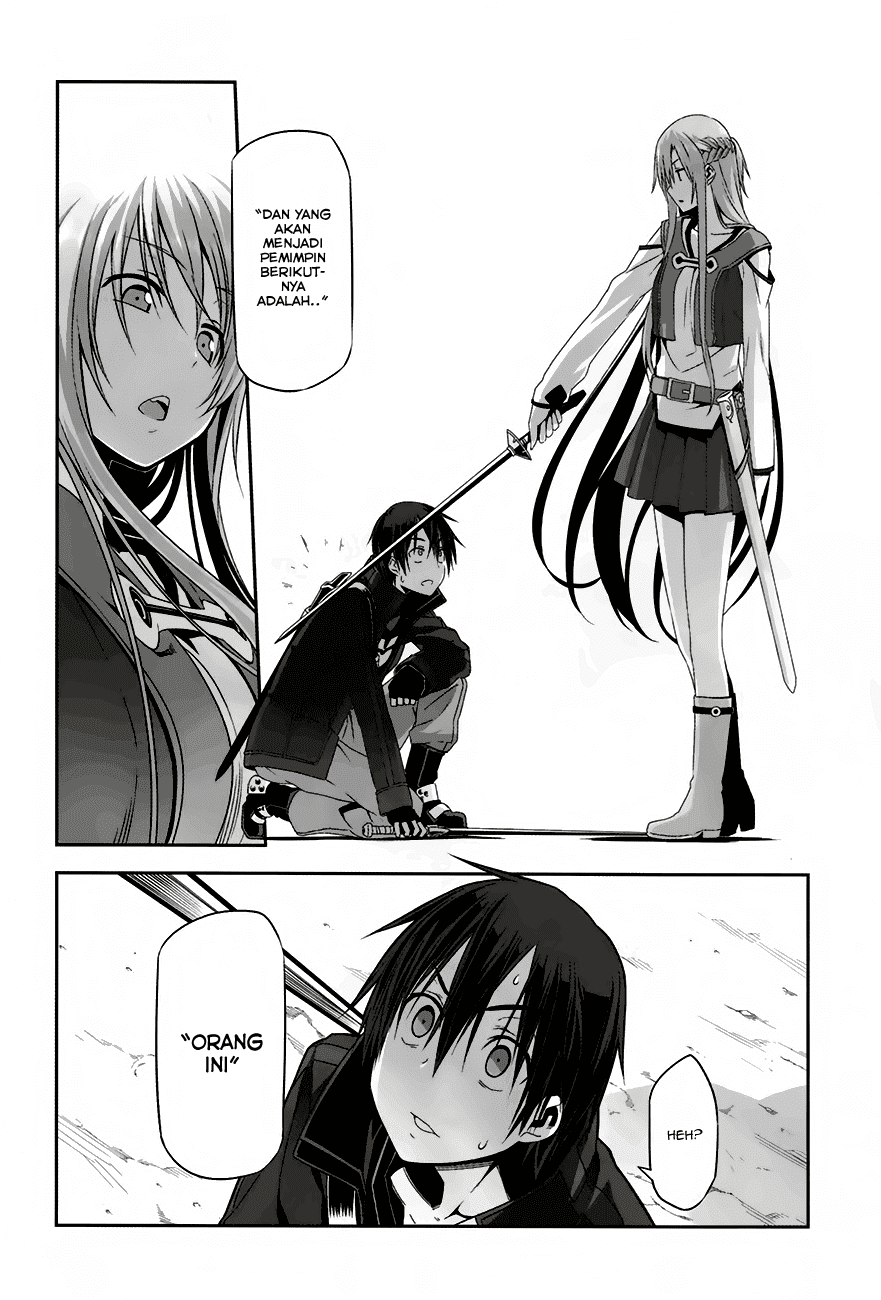 "DAN YANG
AKAN
MENJADI
PEMIMPIN
BERIKUT-
NYA
ADALAH.."
"ORANG
INI"
HEH?